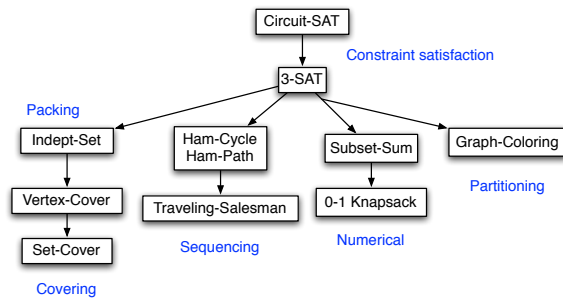 Circuit-SAT
Constraint satisfaction
3-SAT
Packing
Indept-Set
Ham-Cycle
Ham-Path
Subset-Sum
Graph-Coloring
Vertex-Cover
Traveling-Salesman
0-1 Knapsack
Partitioning
Set-Cover
Sequencing
Numerical
Covering